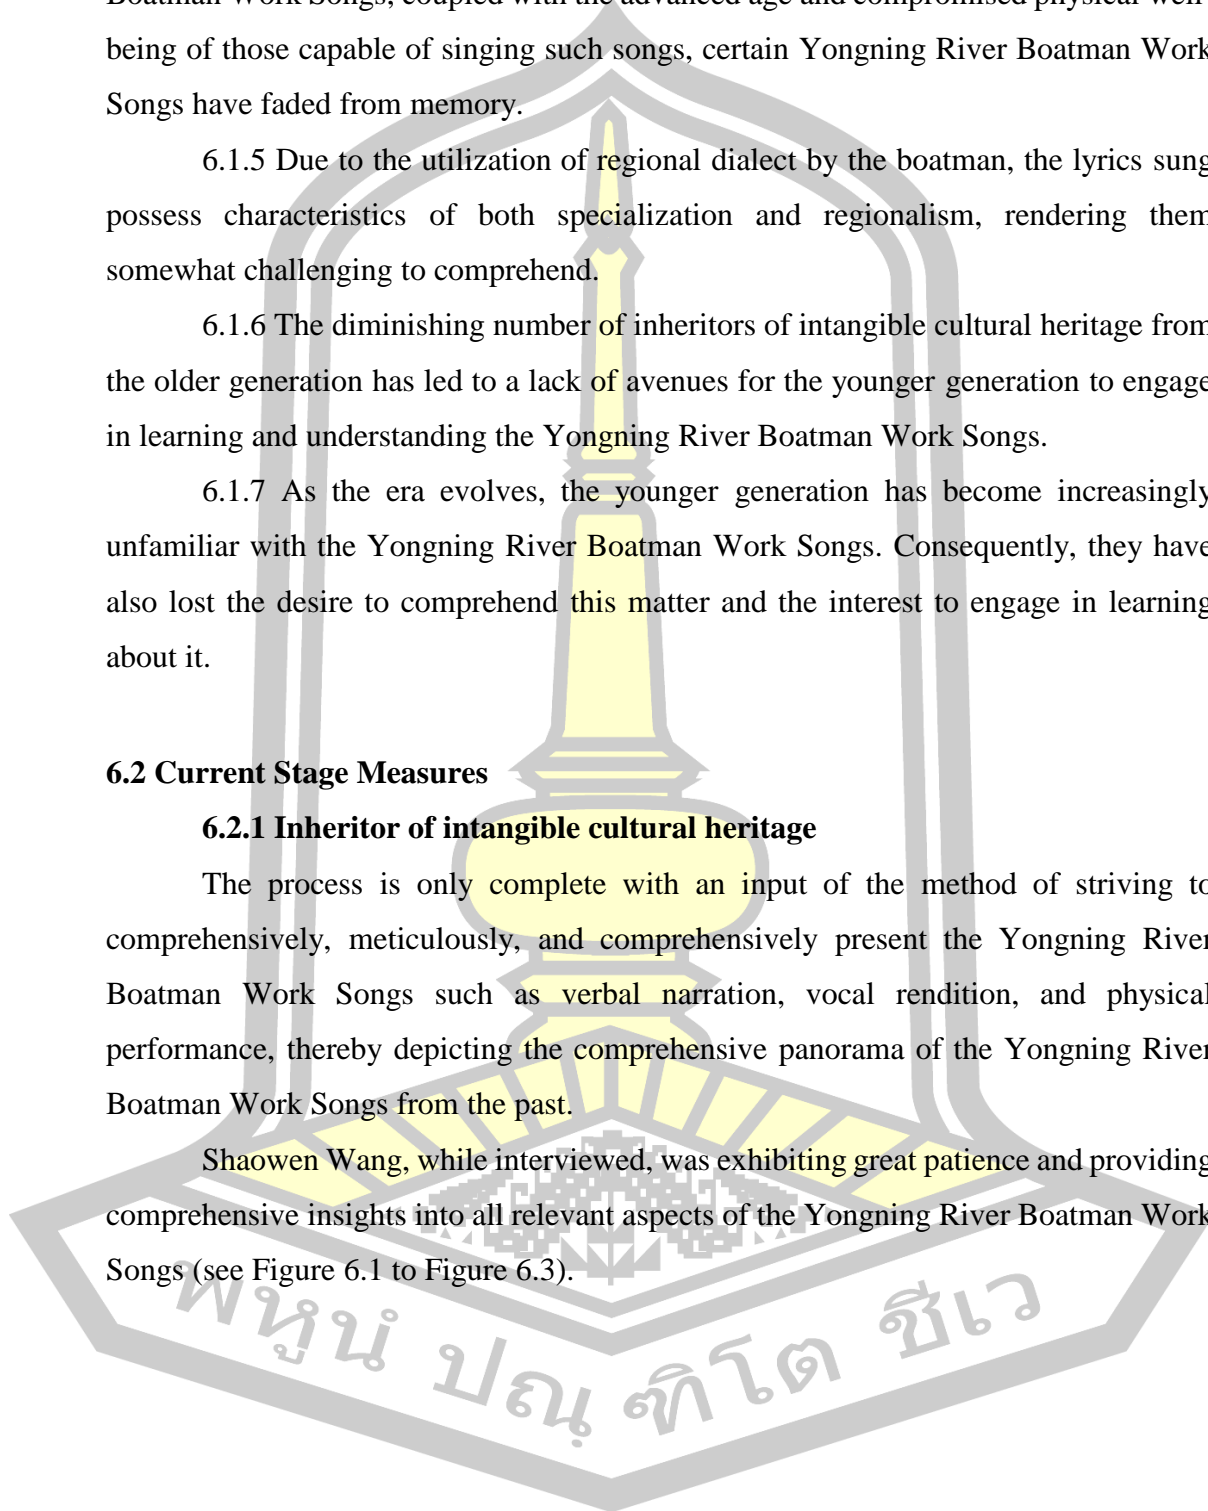 Boatman Work Songs, coupled with the advanced age and compromised physical well-
being of those capable of singing such songs, certain Yongning River Boatman Work
Songs have faded from memory.
6.1.5 Due to the utilization of regional dialect by the boatman, the lyrics sung
possess characteristics of both specialization and regionalism, rendering them
somewhat challenging to comprehend.
6.1.6 The diminishing number of inheritors of intangible cultural heritage from
the older generation has led to a lack of avenues for the younger generation to engage
in learning and understanding the Yongning River Boatman Work Songs.
6.1.7 As the era evolves, the younger generation has become increasingly
unfamiliar with the Yongning River Boatman Work Songs. Consequently, they have
also lost the desire to comprehend this matter and the interest to engage in learning
about it.
6.2 Current Stage Measures
6.2.1 Inheritor of intangible cultural heritage
The process is only complete with an input of the method of striving to
comprehensively, meticulously, and comprehensively present the Yongning River
Boatman Work Songs such as verbal narration, vocal rendition, and physical
performance, thereby depicting the comprehensive panorama of the Yongning River
Boatman Work Songs from the past.
Shaowen Wang, while interviewed, was exhibiting great patience and providing
comprehensive insights into all relevant aspects of the Yongning River Boatman Work
Songs (see Figure 6.1 to Figure 6.3).
พหูนํ ปณฺฑิโต ชีเว